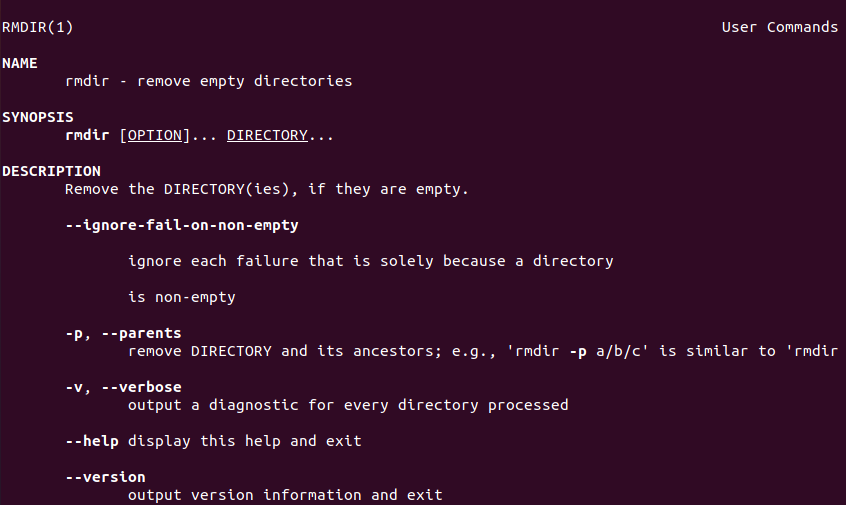 RMDIR(1) User Commands
NAME
rmdir - remove empty directories
SYNOPSIS
rmdir [OPTION]... DIRECTORY...
DESCRIPTION
Remove the DIRECTORY(ies), if they are empty.
--ignore-fail-on-non-empty
ignore each failure that is solely because a directory
is non-empty
-p, --parents
remove DIRECTORY and its ancestors; e.g., 'rmdir -p a/b/c' is similar to 'rmdir
-v, --verbose
output a diagnostic for every directory processed
--help display this help and exit
--version
output version information and exit